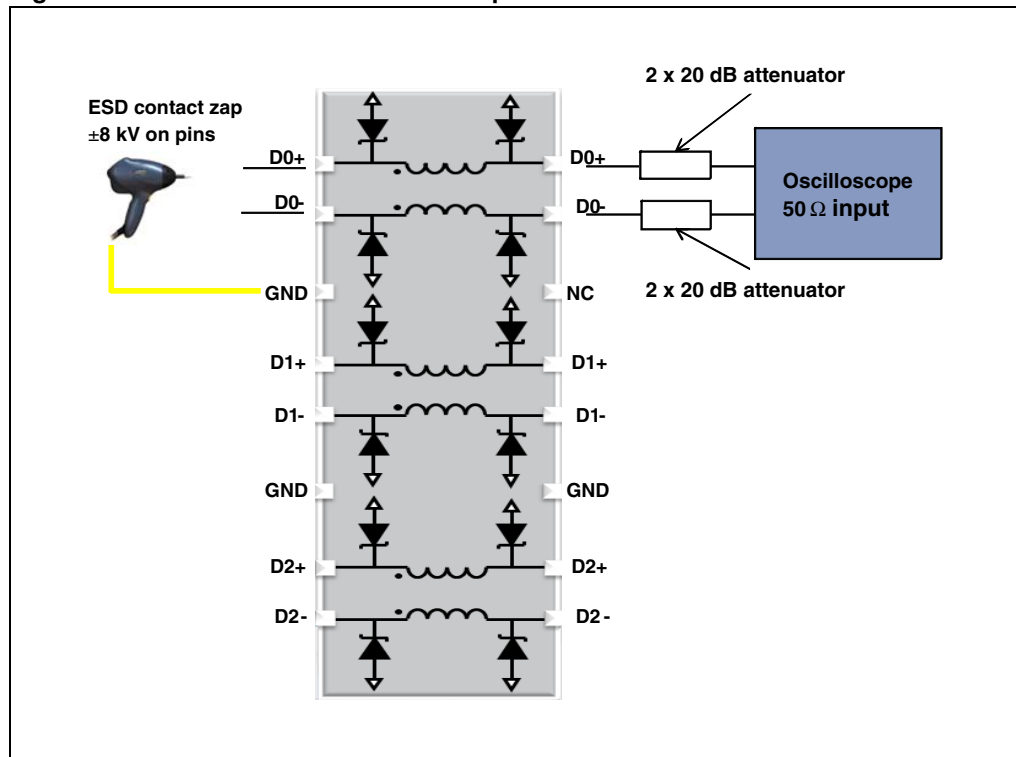 2 x 20 dB attenuator
ESD contact zap
±8 kV on pins
D0+
D0+
D0-
D0-
Oscilloscope
50 Ω input
GND
NC
2 x 20 dB attenuator
D1+
D1+
D1-
D1-
GND
GND
D2+
D2+
D2-
D2-